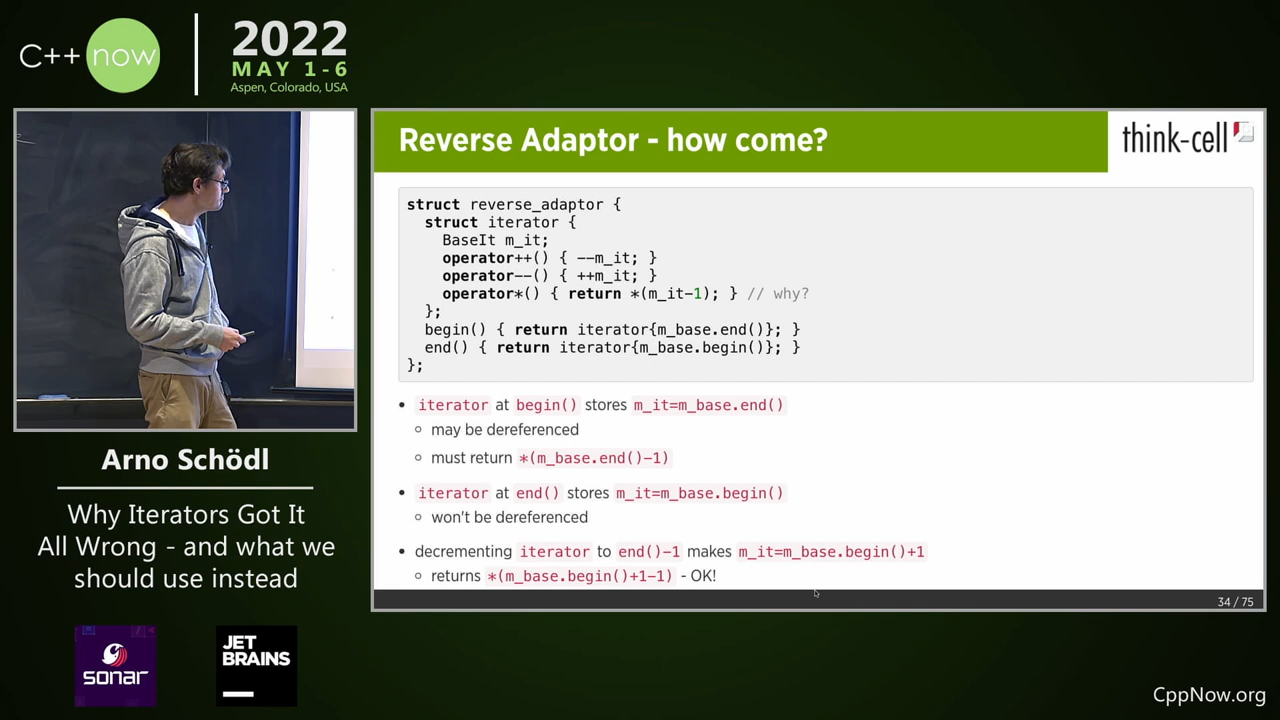 C++ now
2022
MAY 1-6
Aspen, Colorado, USA
Reverse Adaptor - how come?
think-cell
struct reverse_adaptor {
  struct iterator {
    BaseIt m_it;
    operator++() { --m_it; }
    operator--() { ++m_it; }
    operator*() { return *(m_it-1); } // why?
  };
  begin() { return iterator{m_base.end()}; }
  end() { return iterator{m_base.begin()}; }
};
• iterator at begin() stores m_it=m_base.end()
○ may be dereferenced
○ must return *(m_base.end()-1)
• iterator at end() stores m_it=m_base.begin()
○ won't be dereferenced
• decrementing iterator to end()-1 makes m_it=m_base.begin()+1
○ returns *(m_base.begin()+1-1) - OK!
34 / 75
Arno Schödl
Why Iterators Got It
All Wrong - and what we
should use instead
sonar
JET
BRAINS
CppNow.org